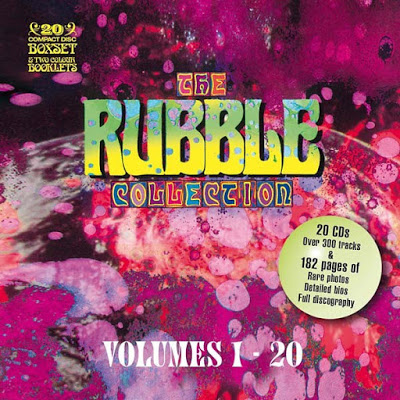 20
COMPACT DISC
BOXSET
& TWO COLOUR
BOOKLETS
THE
RUBBLE
COLLECTION
20 CDs
Over 300 tracks
&
182 pages of
Rare photos
Detailed bios
Full discography
VOLUMES 1 - 20